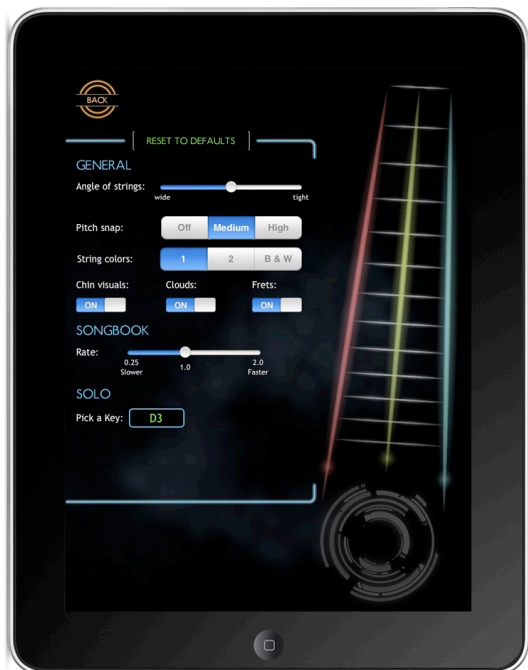 BACK
RESET TO DEFAULTS
GENERAL
Angle of strings:
wide tight
Pitch snap: Off Medium High
String colors: 1 2 B & W
Chin visuals: Clouds: Frets:
ON ON ON
SONGBOOK
Rate:
0.25 1.0 2.0
Slower Faster
SOLO
Pick a Key: D3